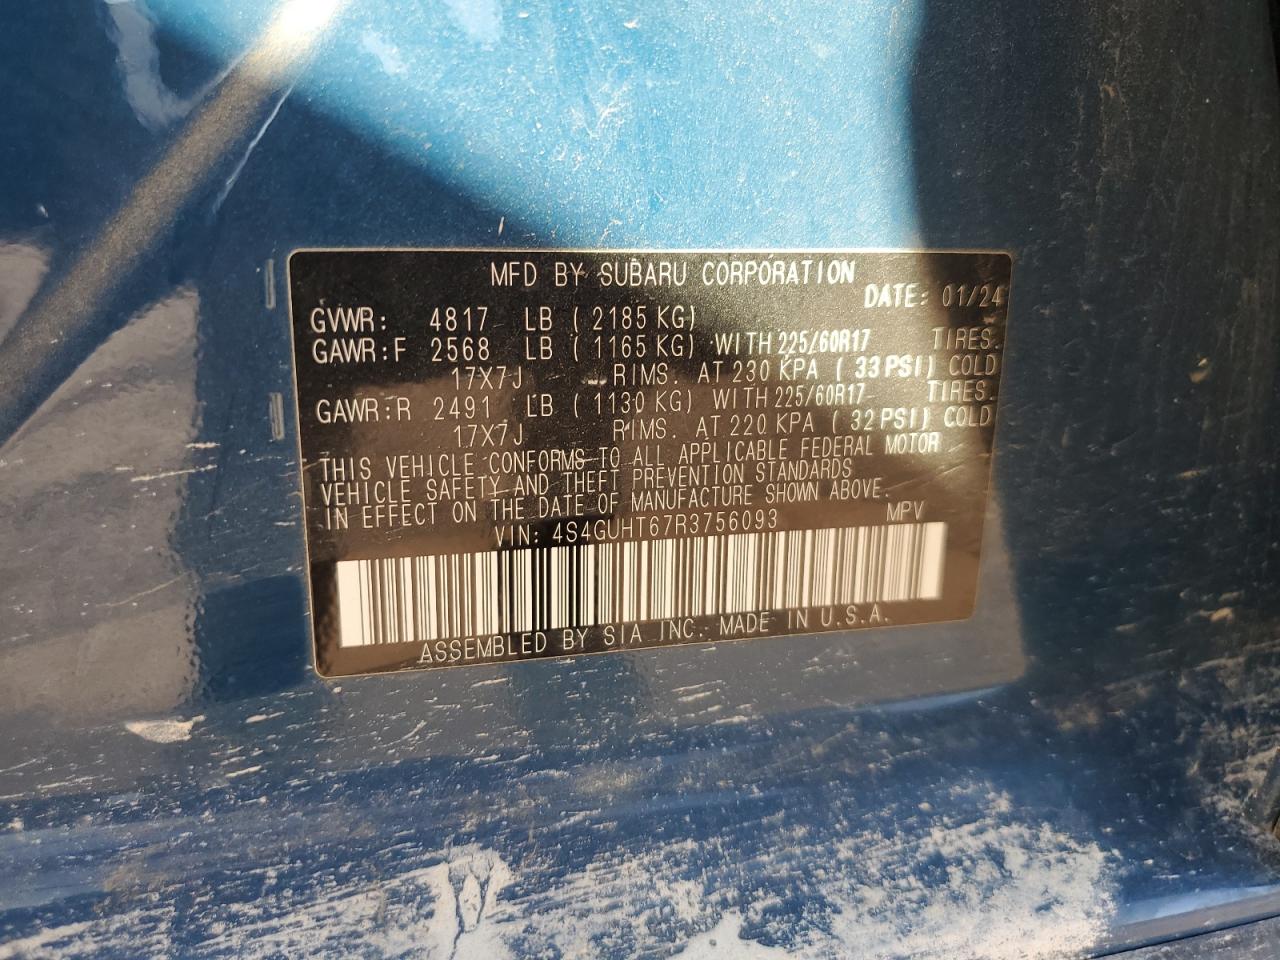 MFD BY SUBARU CORPORATION
DATE: 01/24
GVWR: 4817 LB ( 2185 KG)
GAWR:F 2568 LB ( 1165 KG) WITH 225/60R17 TIRES.
17X7J RIMS. AT 230 KPA ( 33 PSI) COLD
GAWR:R 2491 LB ( 1130 KG) WITH 225/60R17 TIRES.
17X7J RIMS. AT 220 KPA ( 32 PSI) COLD
THIS VEHICLE CONFORMS TO ALL APPLICABLE FEDERAL MOTOR
VEHICLE SAFETY AND THEFT PREVENTION STANDARDS
IN EFFECT ON THE DATE OF MANUFACTURE SHOWN ABOVE.
VIN: 4S4GUHT67R3756093 MPV
ASSEMBLED BY SIA INC. MADE IN U.S.A.